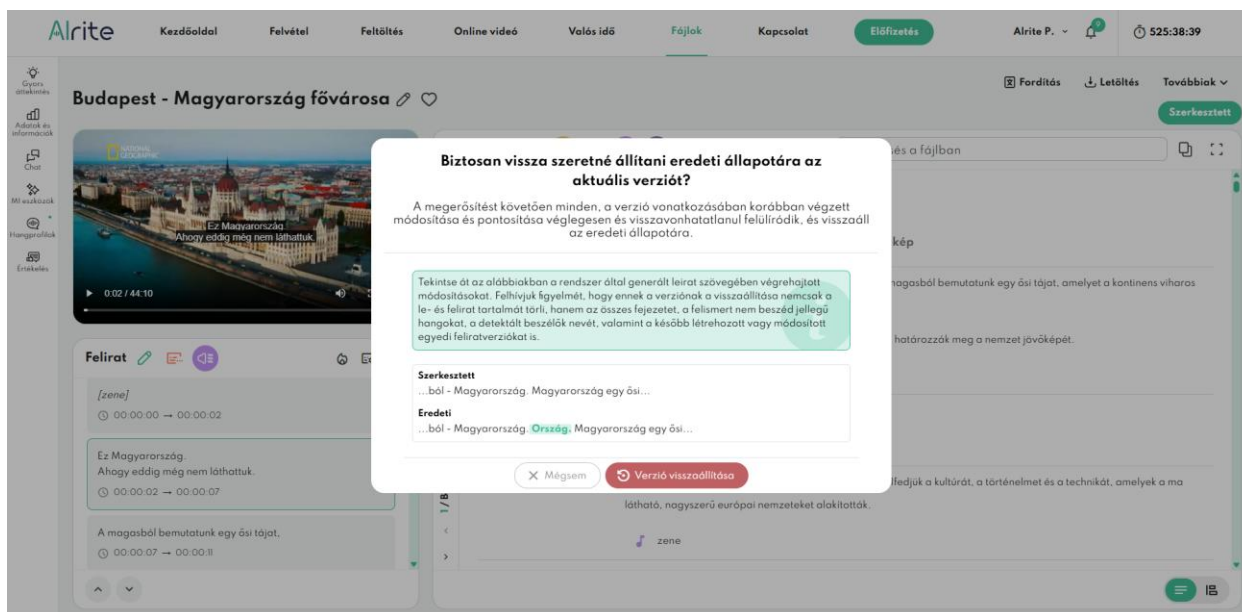 Alrite
Kezdőoldal
Felvétel
Feltöltés
Online videó
Valós idő
Fájlok
Kapcsolat
Előfizetés
Alrite P.
9
525:38:39
Gyors
áttekintés
Adatok és
információk
Chat
MI eszközök
Hangprofilok
Értékelés
Budapest - Magyarország fővárosa
Fordítás
Letöltés
Továbbiak
Szerkesztett
NATIONAL
GEOGRAPHIC
Ez Magyarország.
Ahogy eddig még nem láthattuk.
0:02 / 44:10
Felirat
[zene]
00:00:00 → 00:00:02
Ez Magyarország.
Ahogy eddig még nem láthattuk.
00:00:02 → 00:00:07
A magasból bemutatunk egy ősi tájat,
00:00:07 → 00:00:11
Biztosan vissza szeretné állítani eredeti állapotára az
aktuális verziót?
A megerősítést követően minden, a verzió vonatkozásában korábban végzett
módosítása és pontosítása véglegesen és visszavonhatatlanul felülíródik, és visszaáll
az eredeti állapotára.
Tekintse át az alábbiakban a rendszer által generált leirat szövegében végrehajtott
módosításokat. Felhívjuk figyelmét, hogy ennek a verziónak a visszaállítása nemcsak a
le- és felirat tartalmát törli, hanem az összes fejezetet, a felismert nem beszéd jellegű
hangokat, a detektált beszélők nevét, valamint a később létrehozott vagy módosított
egyedi feliratverziókat is.
Szerkesztett
...ból - Magyarország. Magyarország egy ősi...
Eredeti
...ból - Magyarország. Ország. Magyarország egy ősi...
Mégsem
Verzió visszaállítása
és a fájlban
kép
magasból bemutatunk egy ősi tájat, amelyet a kontinens viharos
határozzák meg a nemzet jövőképét.
lfedjük a kultúrát, a történelmet és a technikát, amelyek a ma
látható, nagyszerű európai nemzeteket alakították.
zene
1/B